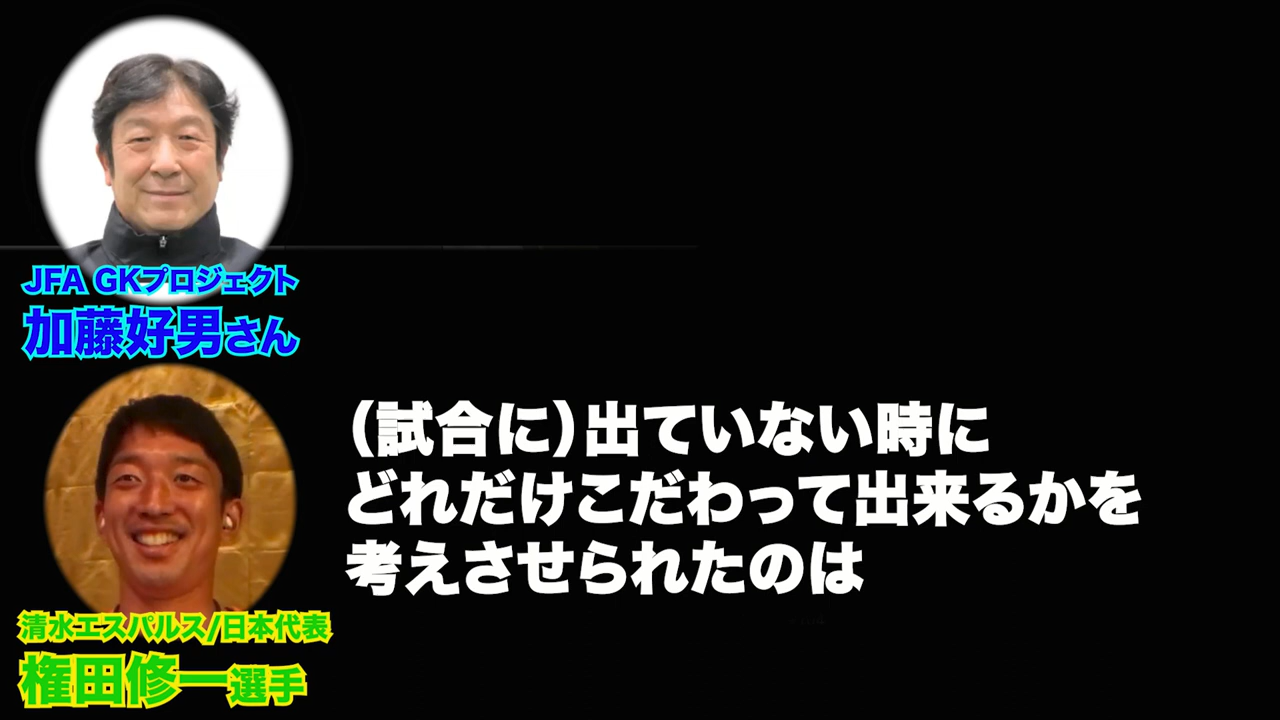 JFA GKプロジェクト
加藤好男さん
(試合に)出ていない時に
どれだけこだわって出来るかを
考えさせられたのは
清水エスパルス/日本代表
権田修一選手